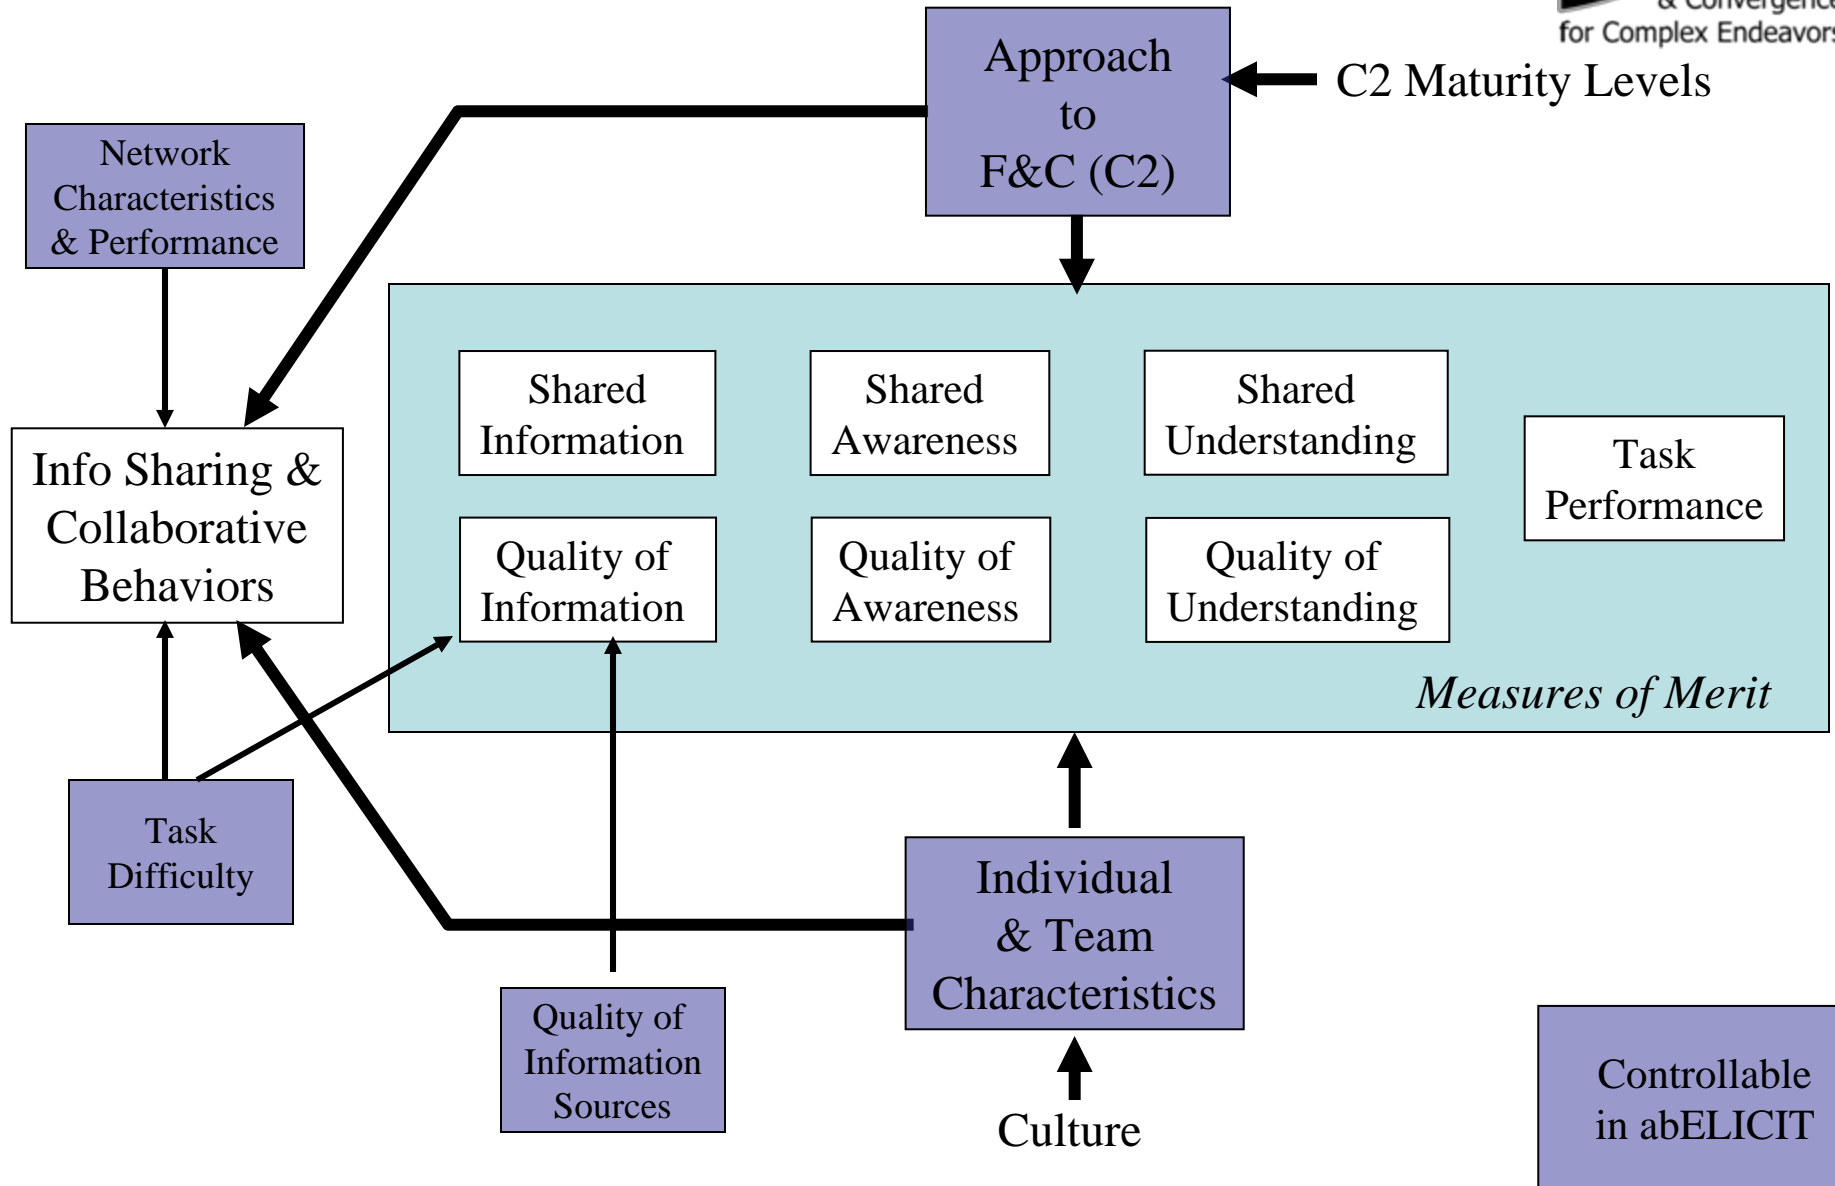 & Convergence
for Complex Endeavors
Approach
to
F&C (C2)
C2 Maturity Levels
Network
Characteristics
& Performance
Shared
Information
Shared
Awareness
Shared
Understanding
Task
Performance
Info Sharing &
Collaborative
Behaviors
Quality of
Information
Quality of
Awareness
Quality of
Understanding
Measures of Merit
Task
Difficulty
Individual
& Team
Characteristics
Quality of
Information
Sources
Culture
Controllable
in abELICIT